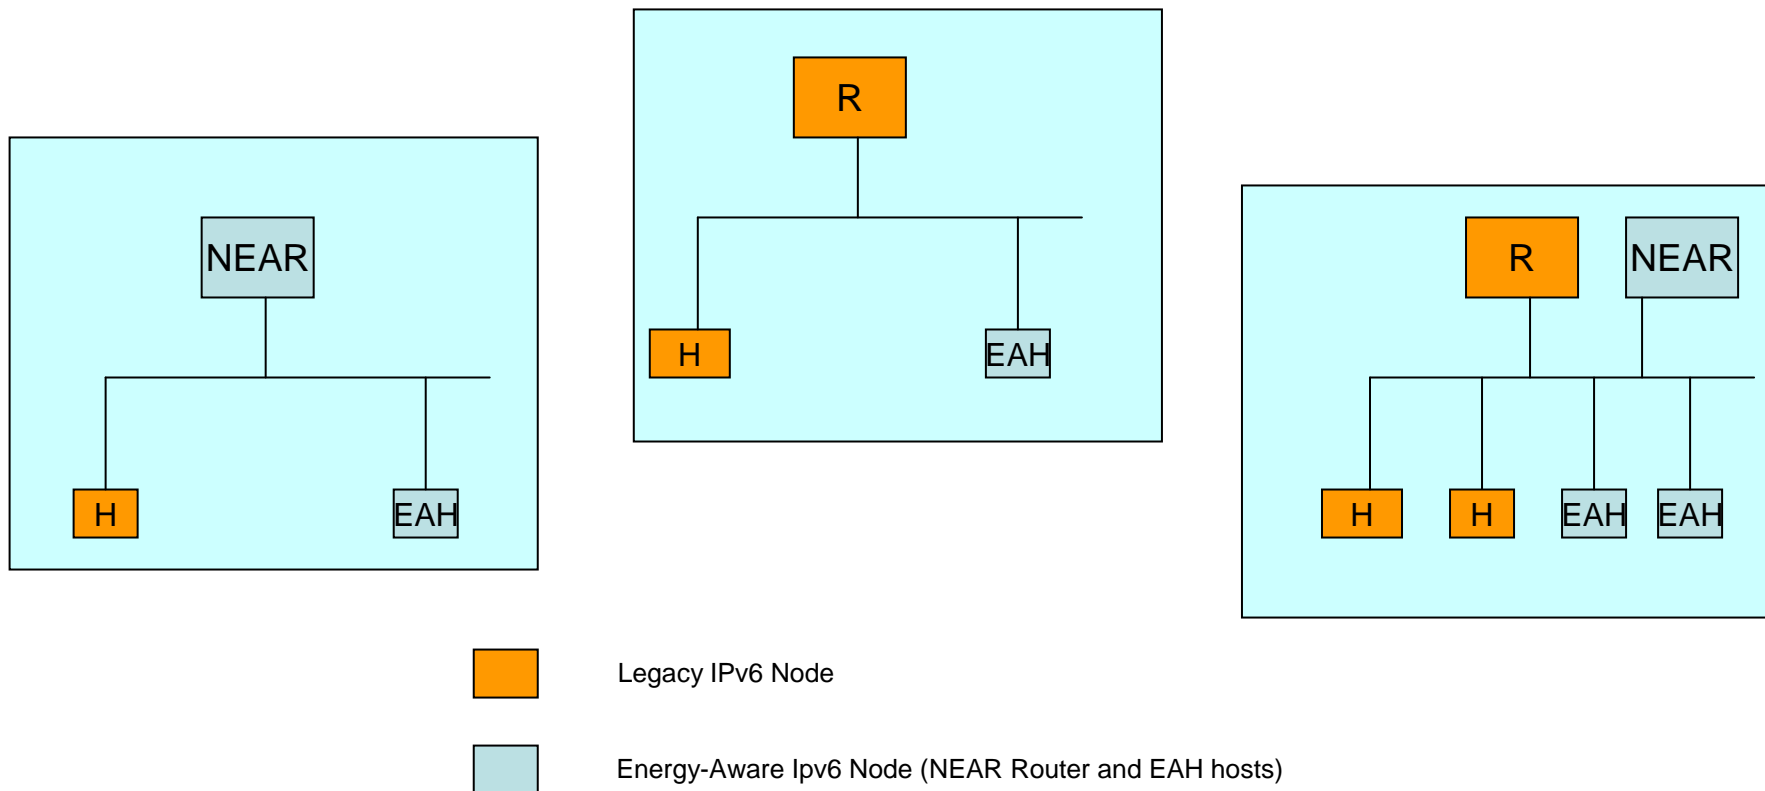 NEAR
H
EAH
R
H
EAH
R
NEAR
H
H
EAH
EAH
Legacy IPv6 Node
Energy-Aware Ipv6 Node (NEAR Router and EAH hosts)